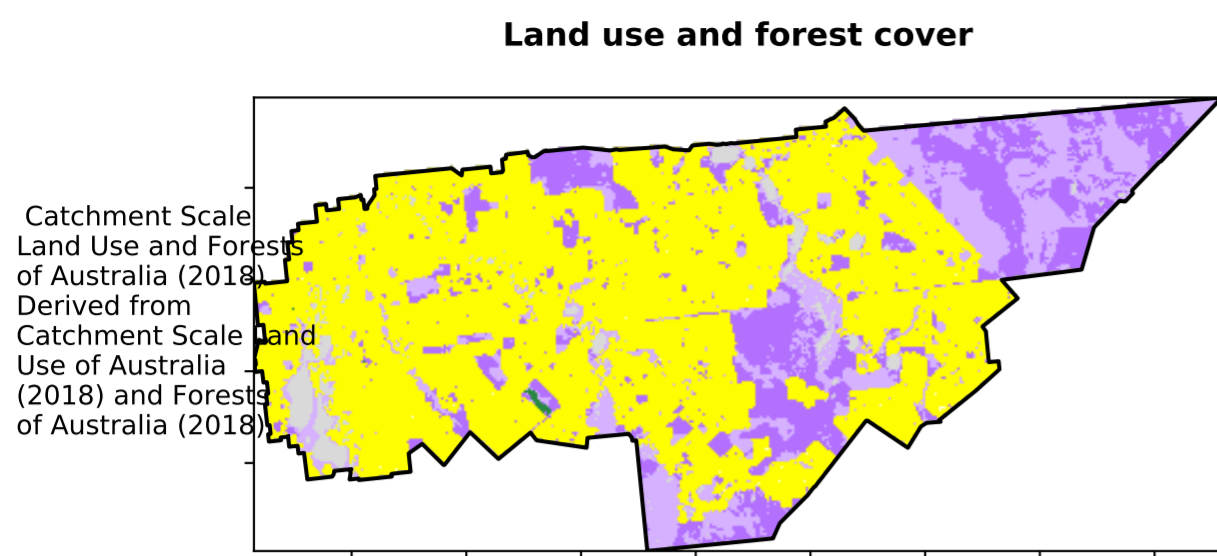 Land use and forest cover
Catchment Scale
Land Use and Forests
of Australia (2018)
Derived from
Catchment Scale Land
Use of Australia
(2018) and Forests
of Australia (2018)